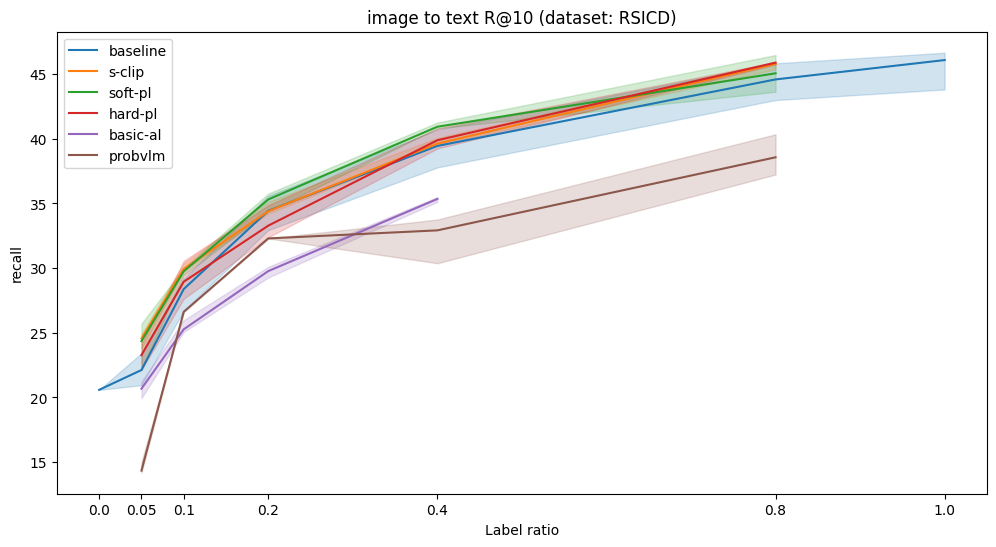 image to text R@10 (dataset: RSICD)
baseline
s-clip
soft-pl
hard-pl
basic-al
probvlm
45
40
35
30
25
20
15
recall
0.0 0.05 0.1 0.2 0.4 0.8 1.0
Label ratio